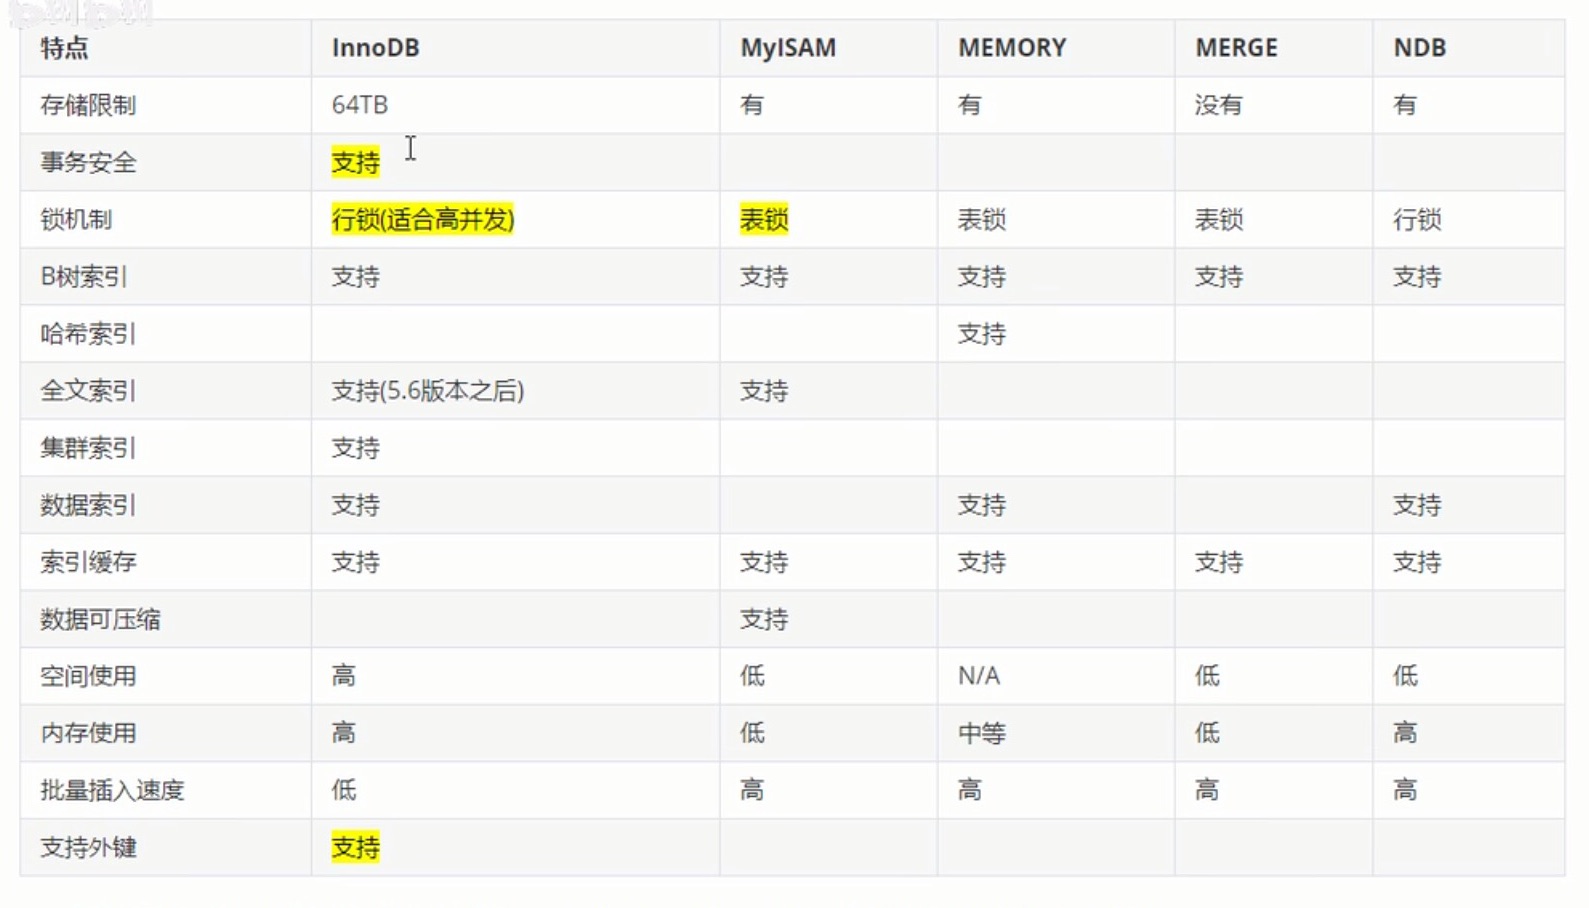 特点 InnoDB MyISAM MEMORY MERGE NDB
存储限制 64TB 有 有 没有 有
事务安全 支持
锁机制 行锁(适合高并发) 表锁 表锁 表锁 行锁
B树索引 支持 支持 支持 支持 支持
哈希索引 支持
全文索引 支持(5.6版本之后) 支持
集群索引 支持
数据索引 支持 支持 支持
索引缓存 支持 支持 支持 支持 支持
数据可压缩 支持
空间使用 高 低 N/A 低 低
内存使用 高 低 中等 低 高
批量插入速度 低 高 高 高 高
支持外键 支持